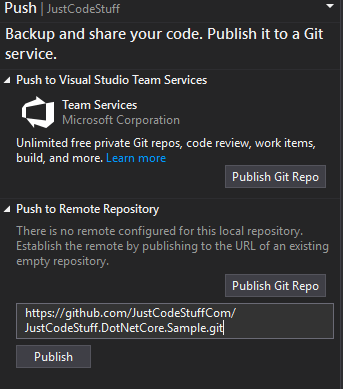 Push | JustCodeStuff
Backup and share your code. Publish it to a Git
service.
Push to Visual Studio Team Services
Team Services
Microsoft Corporation
Unlimited free private Git repos, code review, work items,
build, and more. Learn more
Publish Git Repo
Push to Remote Repository
There is no remote configured for this local repository.
Establish the remote by publishing to the URL of an existing
empty repository.
Publish Git Repo
https://github.com/JustCodeStuffCom/
JustCodeStuff.DotNetCore.Sample.git
Publish